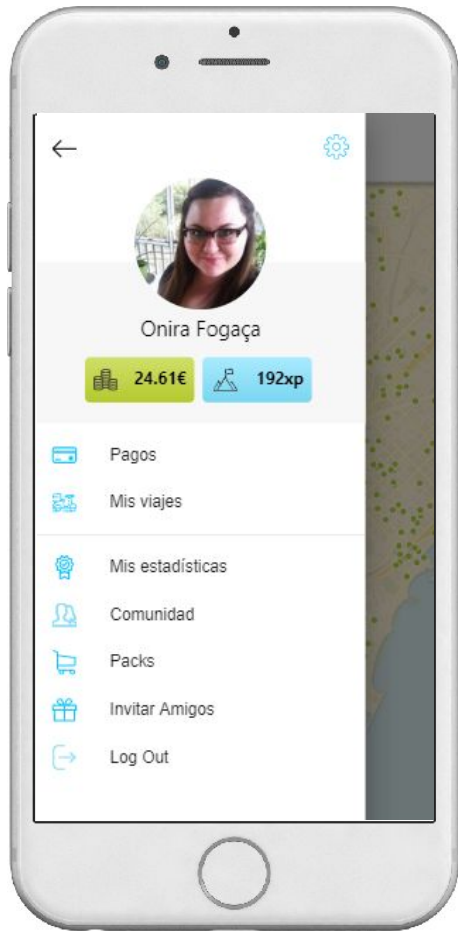 Onira Fogaça
24.61€
192xp
Pagos
Mis viajes
Mis estadísticas
Comunidad
Packs
Invitar Amigos
Log Out